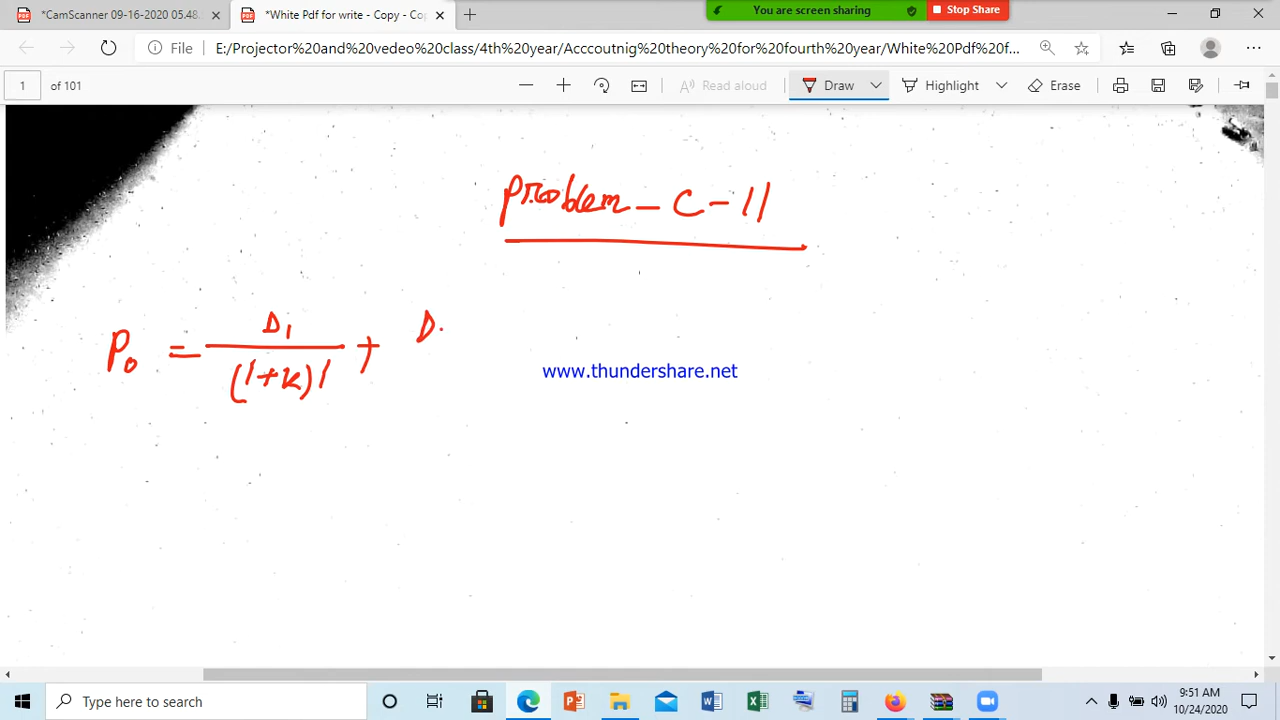 *CamScanner 09-16-2020 05.48.
*White Pdf for write - Copy - Cop
You are screen sharing
Stop Share
File
E:/Projector%20and%20vedeo%20class/4th%20year/Acccoutnig%20theory%20for%20fourth%20year/White%20Pdf%20f...
1 of 101
Read aloud
Draw
Highlight
Erase
Problem - C - 11
P₀ = D₁ / (1+k)¹ + D.
www.thundershare.net
Type here to search
9:51 AM
10/24/2020